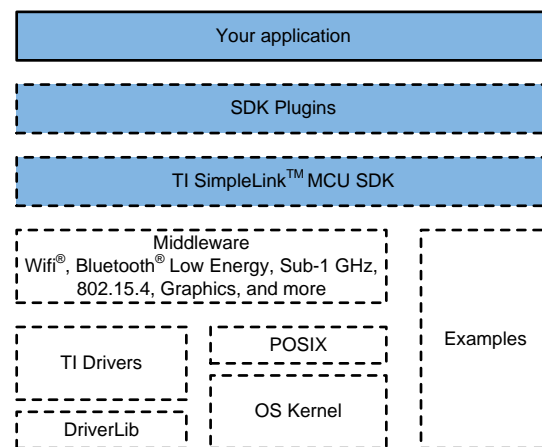 Your application
SDK Plugins
TI SimpleLink™ MCU SDK
Middleware
Wifi®, Bluetooth® Low Energy, Sub-1 GHz,
802.15.4, Graphics, and more
TI Drivers
POSIX
Examples
DriverLib
OS Kernel